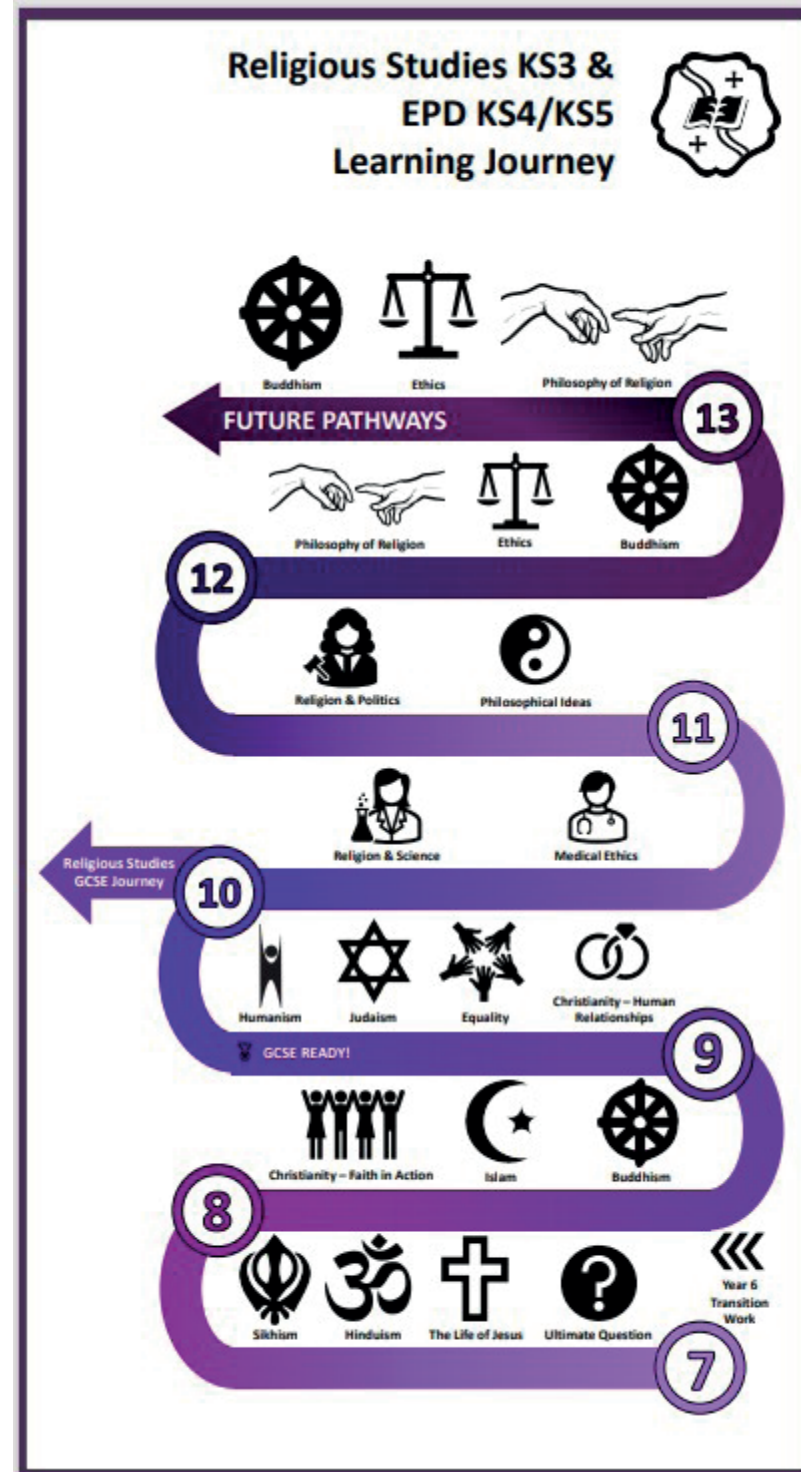 Religious Studies KS3 &
EPD KS4/KS5
Learning Journey
Buddhism
Ethics
Philosophy of Religion
FUTURE PATHWAYS
13
Philosophy of Religion
Ethics
Buddhism
12
Religion & Politics
Philosophical Ideas
11
Religion & Science
Medical Ethics
Religious Studies
GCSE Journey
10
Humanism
Judaism
Equality
Christianity – Human
Relationships
GCSE READY!
9
Christianity – Faith in Action
Islam
Buddhism
8
Sikhism
Hinduism
The Life of Jesus
Ultimate Question
Year 6
Transition
Work
7